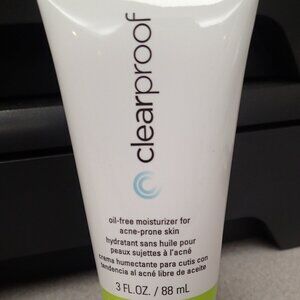 clearproof
oil-free moisturizer for
acne-prone skin
hydratant sans huile pour
peaux sujettes à l'acné
crema humectante para cutis con
tendencia al acné libre de aceite
3 FL.OZ. / 88 mL